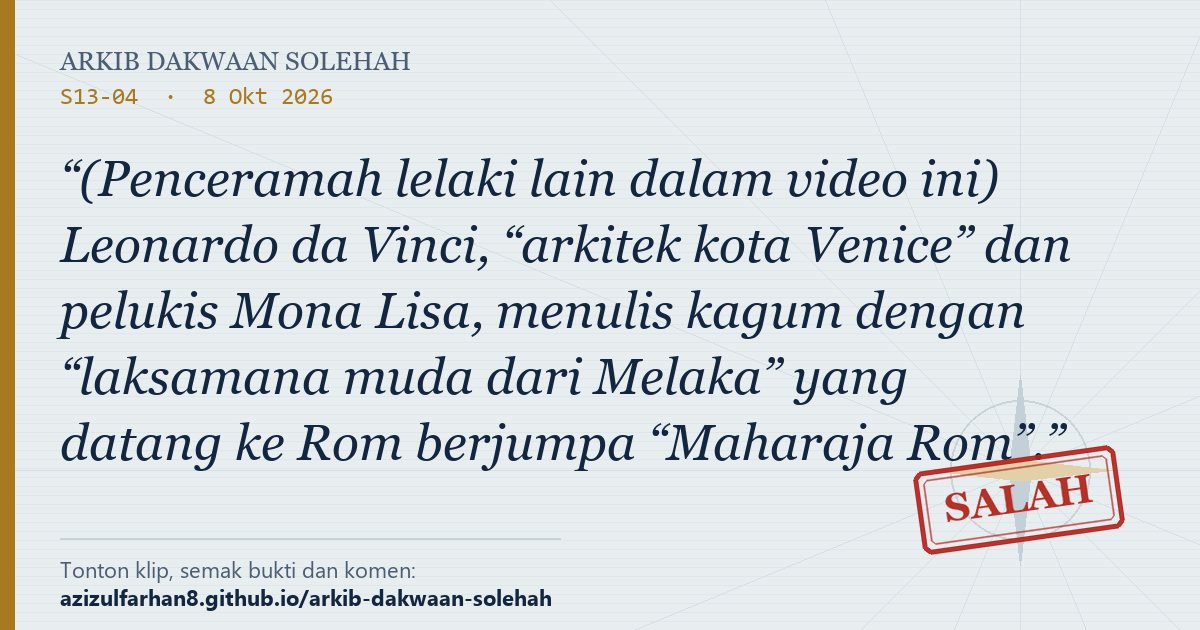 ARKIB DAKWAAN SOLEHAH
S13-04 · 8 Okt 2026
“(Penceramah lelaki lain dalam video ini)
Leonardo da Vinci, “arkitek kota Venice” dan
pelukis Mona Lisa, menulis kagum dengan
“laksamana muda dari Melaka” yang
datang ke Rom berjumpa “Maharaja Rom”.”
SALAH
Tonton klip, semak bukti dan komen:
azizulfarhan8.github.io/arkib-dakwaan-solehah